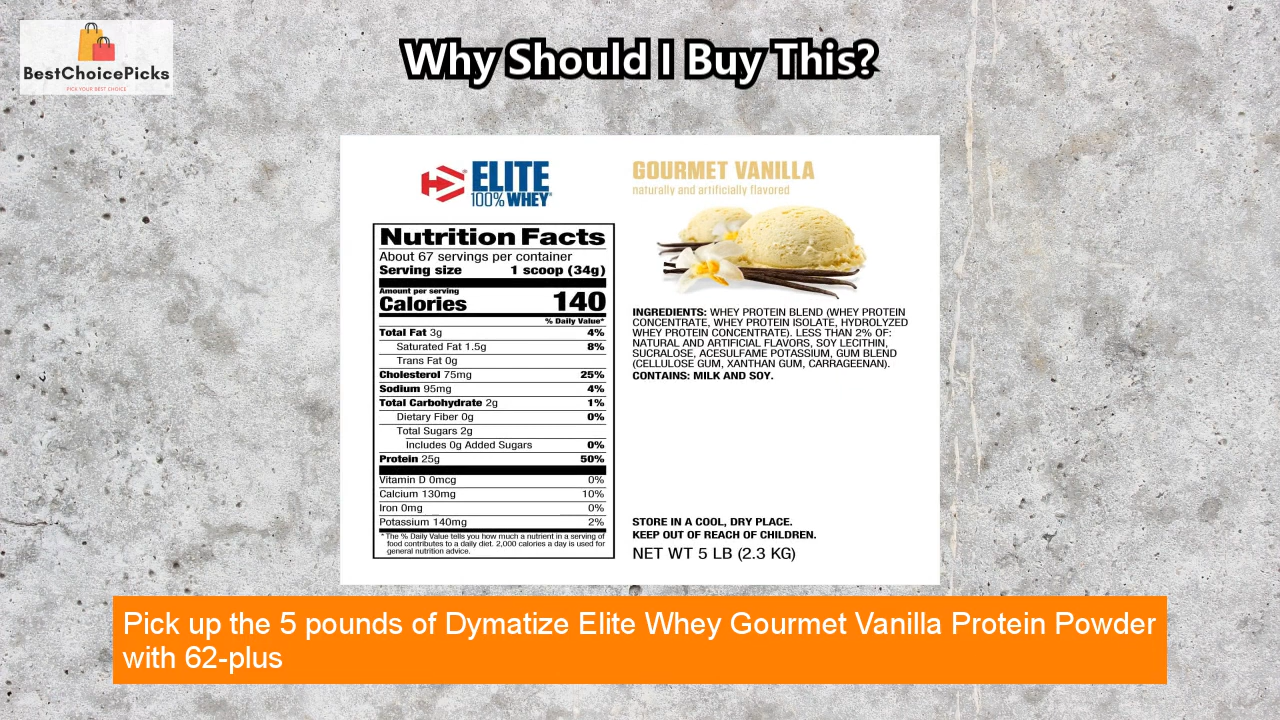 BestChoicePicks
PICK YOUR BEST CHOICE
Why Should I Buy This?
ELITE
100% WHEY®
Nutrition Facts
About 67 servings per container
Serving size 1 scoop (34g)
Amount per serving
Calories 140
% Daily Value*
Total Fat 3g 4%
Saturated Fat 1.5g 8%
Trans Fat 0g
Cholesterol 75mg 25%
Sodium 95mg 4%
Total Carbohydrate 2g 1%
Dietary Fiber 0g 0%
Total Sugars 2g
Includes 0g Added Sugars 0%
Protein 25g 50%
Vitamin D 0mcg 0%
Calcium 130mg 10%
Iron 0mg 0%
Potassium 140mg 2%
* The % Daily Value tells you how much a nutrient in a serving of
food contributes to a daily diet. 2,000 calories a day is used for
general nutrition advice.
GOURMET VANILLA
naturally and artificially flavored
INGREDIENTS: WHEY PROTEIN BLEND (WHEY PROTEIN
CONCENTRATE, WHEY PROTEIN ISOLATE, HYDROLYZED
WHEY PROTEIN CONCENTRATE). LESS THAN 2% OF:
NATURAL AND ARTIFICIAL FLAVORS, SOY LECITHIN,
SUCRALOSE, ACESULFAME POTASSIUM, GUM BLEND
(CELLULOSE GUM, XANTHAN GUM, CARRAGEENAN).
CONTAINS: MILK AND SOY.
STORE IN A COOL, DRY PLACE.
KEEP OUT OF REACH OF CHILDREN.
NET WT 5 LB (2.3 KG)
Pick up the 5 pounds of Dymatize Elite Whey Gourmet Vanilla Protein Powder
with 62-plus